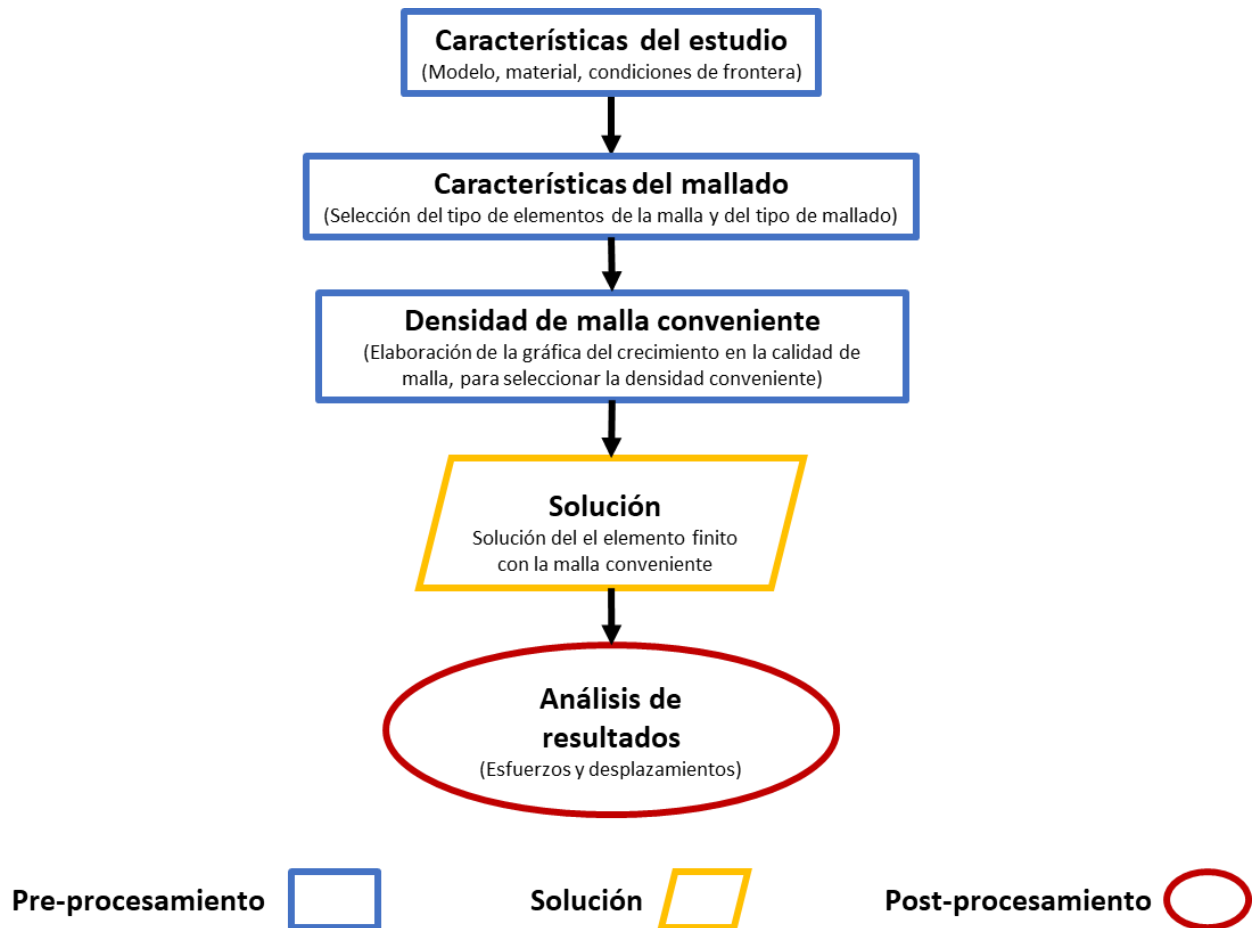 Características del estudio
(Modelo, material, condiciones de frontera)
Características del mallado
(Selección del tipo de elementos de la malla y del tipo de mallado)
Densidad de malla conveniente
(Elaboración de la gráfica del crecimiento en la calidad de
malla, para seleccionar la densidad conveniente)
Solución
Solución del el elemento finito
con la malla conveniente
Análisis de
resultados
(Esfuerzos y desplazamientos)
Pre-procesamiento
Solución
Post-procesamiento